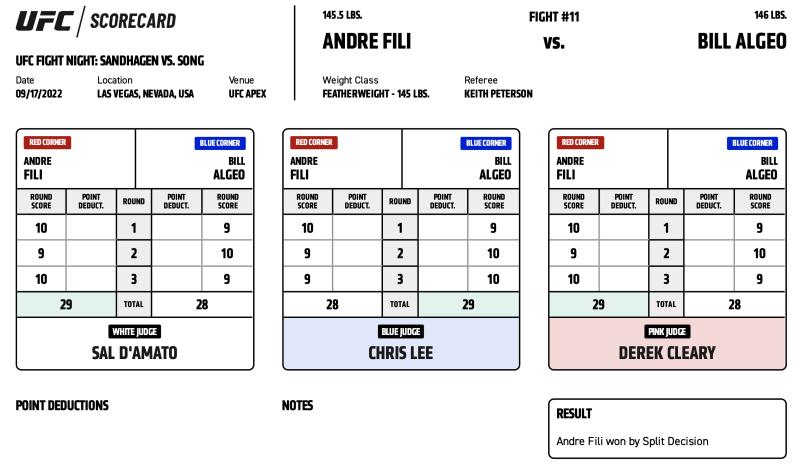 UFC SCORECARD
UFC FIGHT NIGHT: SANDHAGEN VS. SONG
Date Location Venue
09/17/2022 LAS VEGAS, NEVADA, USA UFC APEX
145.5 LBS. FIGHT #11 146 LBS.
ANDRE FILI VS. BILL ALGEO
Weight Class Referee
FEATHERWEIGHT - 145 LBS. KEITH PETERSON
RED CORNER BLUE CORNER
ANDRE BILL
FILI ALGEO
ROUND SCORE POINT DEDUCT. ROUND POINT DEDUCT. ROUND SCORE
10 1 9
9 2 10
10 3 9
29 TOTAL 28
WHITE JUDGE
SAL D'AMATO
RED CORNER BLUE CORNER
ANDRE BILL
FILI ALGEO
ROUND SCORE POINT DEDUCT. ROUND POINT DEDUCT. ROUND SCORE
10 1 9
9 2 10
9 3 10
28 TOTAL 29
BLUE JUDGE
CHRIS LEE
RED CORNER BLUE CORNER
ANDRE BILL
FILI ALGEO
ROUND SCORE POINT DEDUCT. ROUND POINT DEDUCT. ROUND SCORE
10 1 9
9 2 10
10 3 9
29 TOTAL 28
PINK JUDGE
DEREK CLEARY
POINT DEDUCTIONS
NOTES
RESULT
Andre Fili won by Split Decision